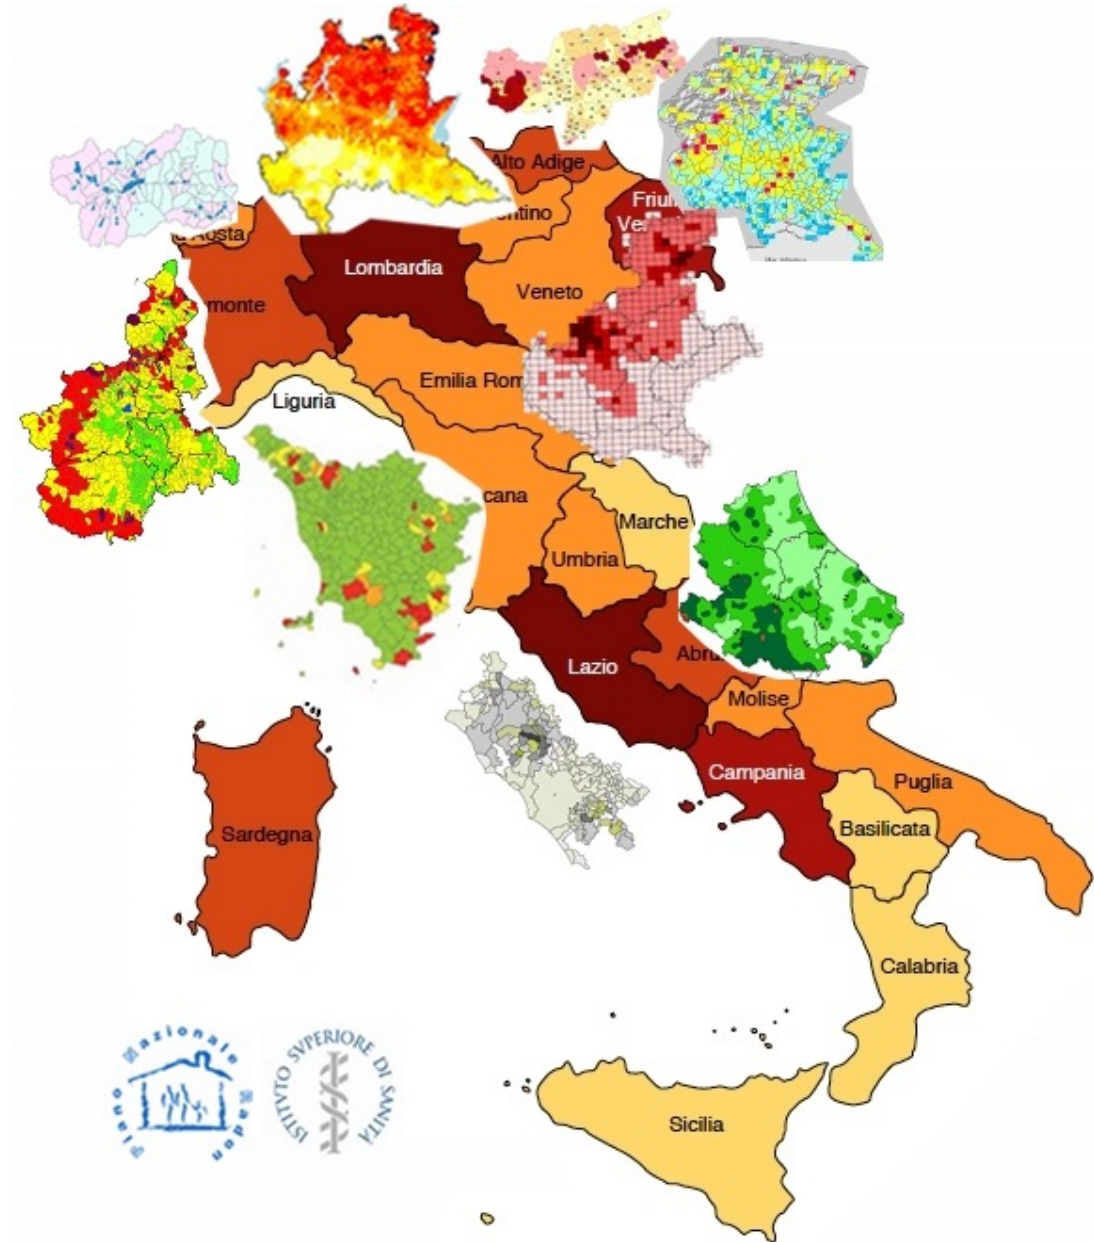 Alto Adige
ntino
Friu
Ve
a Aosta
Lombardia
Veneto
monte
Emilia Rom
Liguria
cana
Marche
Umbria
Lazio
Abru
Molise
Campania
Puglia
Basilicata
Sardegna
Calabria
Piano Nazionale Radon
ISTITVTO SVPERIORE DI SANITÀ
Sicilia